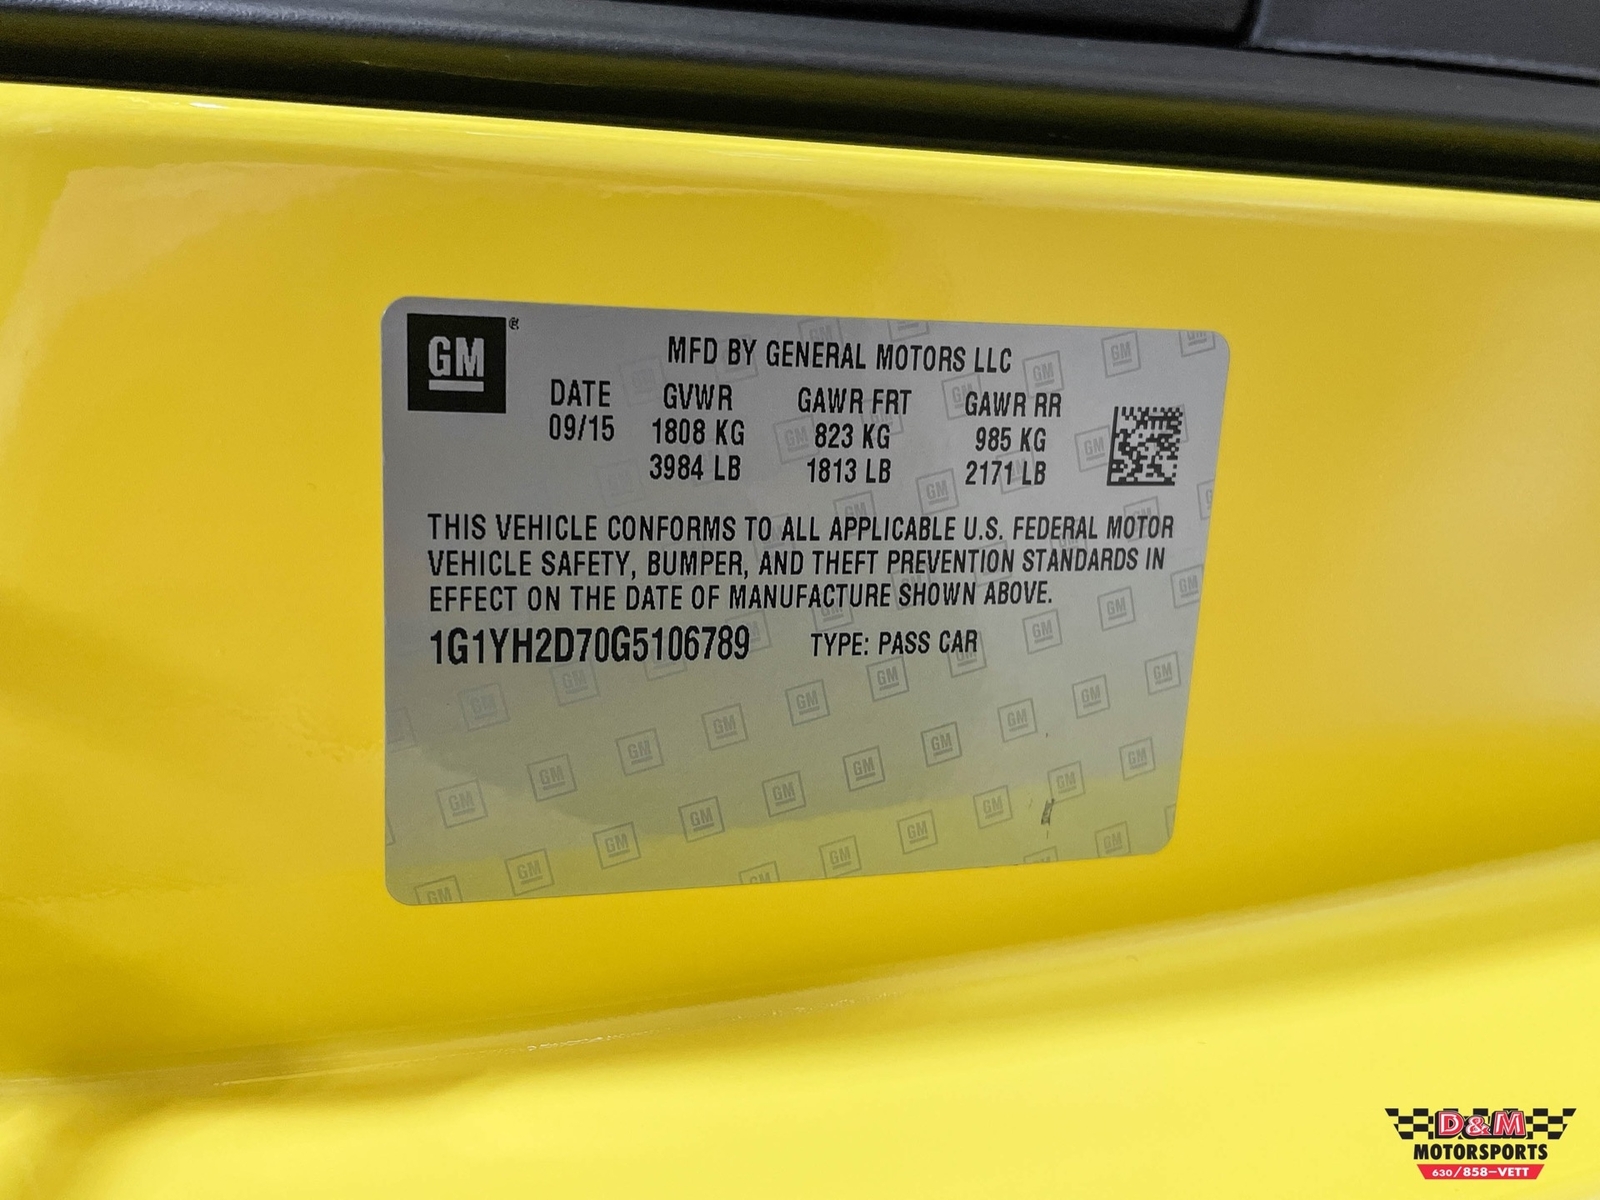 GM ®
MFD BY GENERAL MOTORS LLC
DATE GVWR GAWR FRT GAWR RR
09/15 1808 KG 823 KG 985 KG
3984 LB 1813 LB 2171 LB
THIS VEHICLE CONFORMS TO ALL APPLICABLE U.S. FEDERAL MOTOR
VEHICLE SAFETY, BUMPER, AND THEFT PREVENTION STANDARDS IN
EFFECT ON THE DATE OF MANUFACTURE SHOWN ABOVE.
1G1YH2D70G5106789 TYPE: PASS CAR
D&M
MOTORSPORTS
630/858-VETT